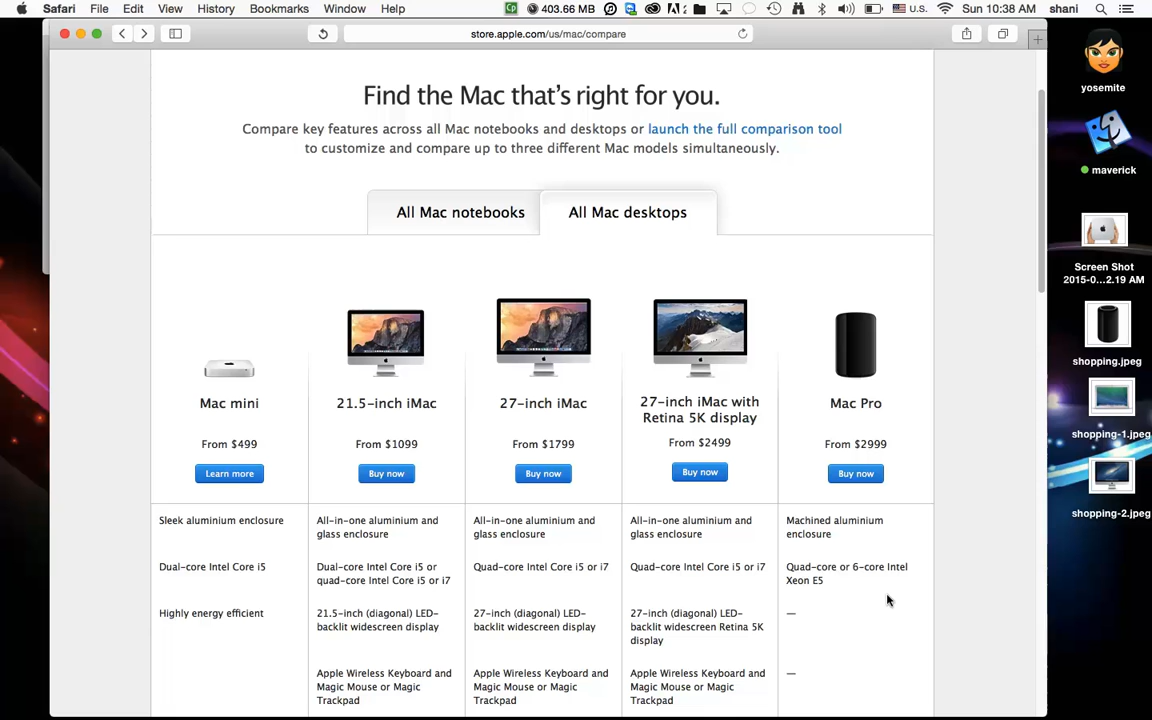 Safari File Edit View History Bookmarks Window Help 403.66 MB U.S. Sun 10:38 AM shani
store.apple.com/us/mac/compare
Find the Mac that's right for you.
Compare key features across all Mac notebooks and desktops or launch the full comparison tool
to customize and compare up to three different Mac models simultaneously.
All Mac notebooks
All Mac desktops
Mac mini
From $499
Learn more
21.5-inch iMac
From $1099
Buy now
27-inch iMac
From $1799
Buy now
27-inch iMac with
Retina 5K display
From $2499
Buy now
Mac Pro
From $2999
Buy now
Sleek aluminium enclosure
All-in-one aluminium and
glass enclosure
All-in-one aluminium and
glass enclosure
All-in-one aluminium and
glass enclosure
Machined aluminium
enclosure
Dual-core Intel Core i5
Dual-core Intel Core i5 or
quad-core Intel Core i5 or i7
Quad-core Intel Core i5 or i7
Quad-core Intel Core i5 or i7
Quad-core or 6-core Intel
Xeon E5
Highly energy efficient
21.5-inch (diagonal) LED-
backlit widescreen display
27-inch (diagonal) LED-
backlit widescreen display
27-inch (diagonal) LED-
backlit widescreen Retina 5K
display
—
Apple Wireless Keyboard and
Magic Mouse or Magic
Trackpad
Apple Wireless Keyboard and
Magic Mouse or Magic
Trackpad
Apple Wireless Keyboard and
Magic Mouse or Magic
Trackpad
—
yosemite
maverick
Screen Shot
2015-0...2.19 AM
shopping.jpeg
shopping-1.jpeg
shopping-2.jpeg